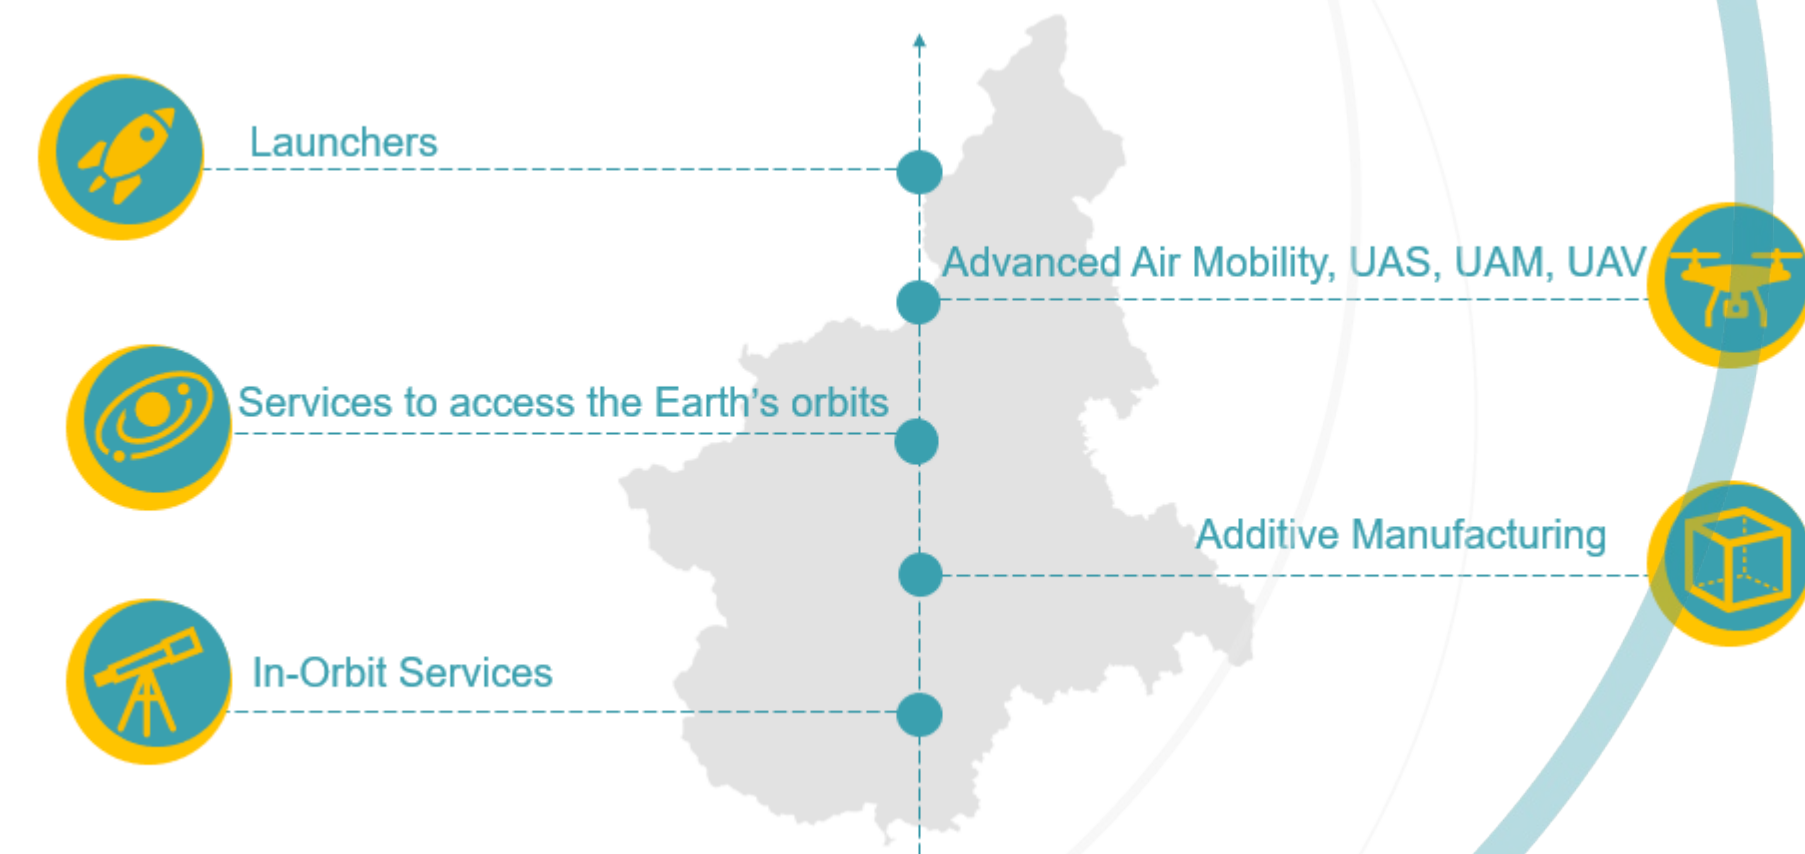 Launchers
Advanced Air Mobility, UAS, UAM, UAV
Services to access the Earth’s orbits
Additive Manufacturing
In-Orbit Services